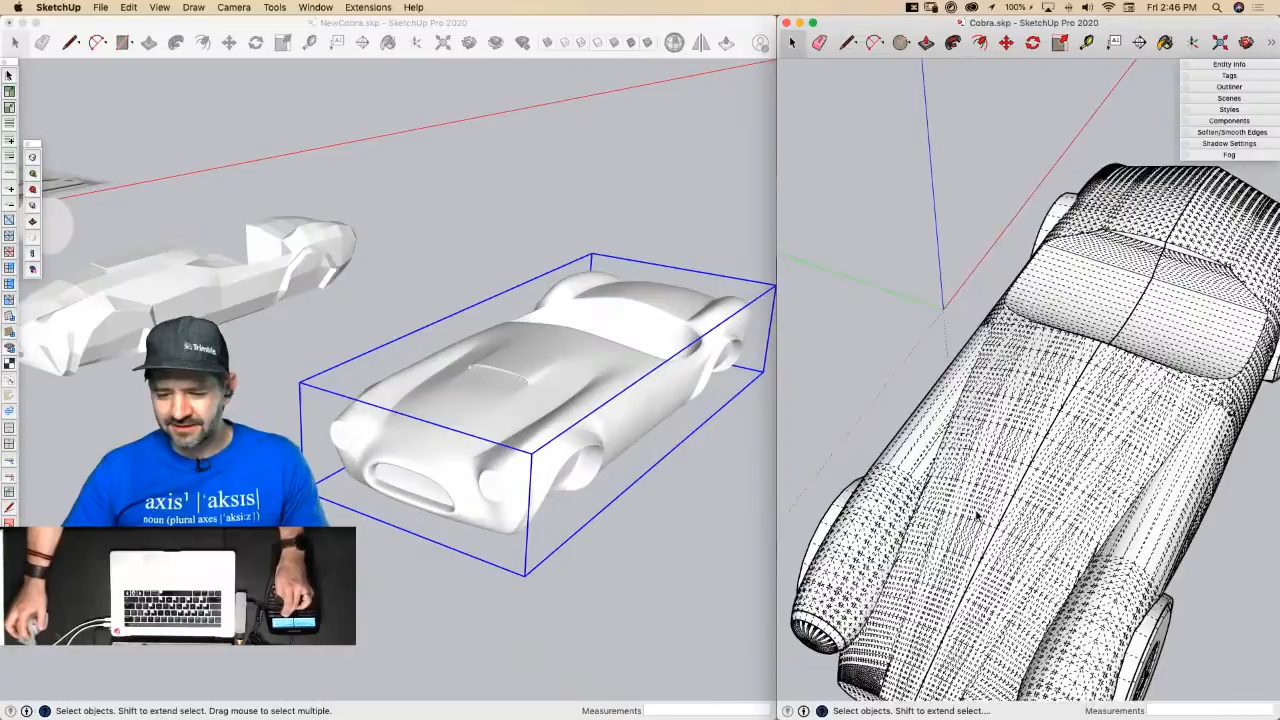 SketchUp File Edit View Draw Camera Tools Window Extensions Help
100% Fri 2:46 PM
NewCobra.skp - SketchUp Pro 2020
Cobra.skp - SketchUp Pro 2020
Entity Info
Tags
Outliner
Scenes
Styles
Components
Soften/Smooth Edges
Shadow Settings
Fog
Trimble
axis¹ |ˈaksɪs|
noun (plural axes |ˈaksiːz|)
Select objects. Shift to extend select. Drag mouse to select multiple.
Measurements
Select objects. Shift to extend select....
Measurements